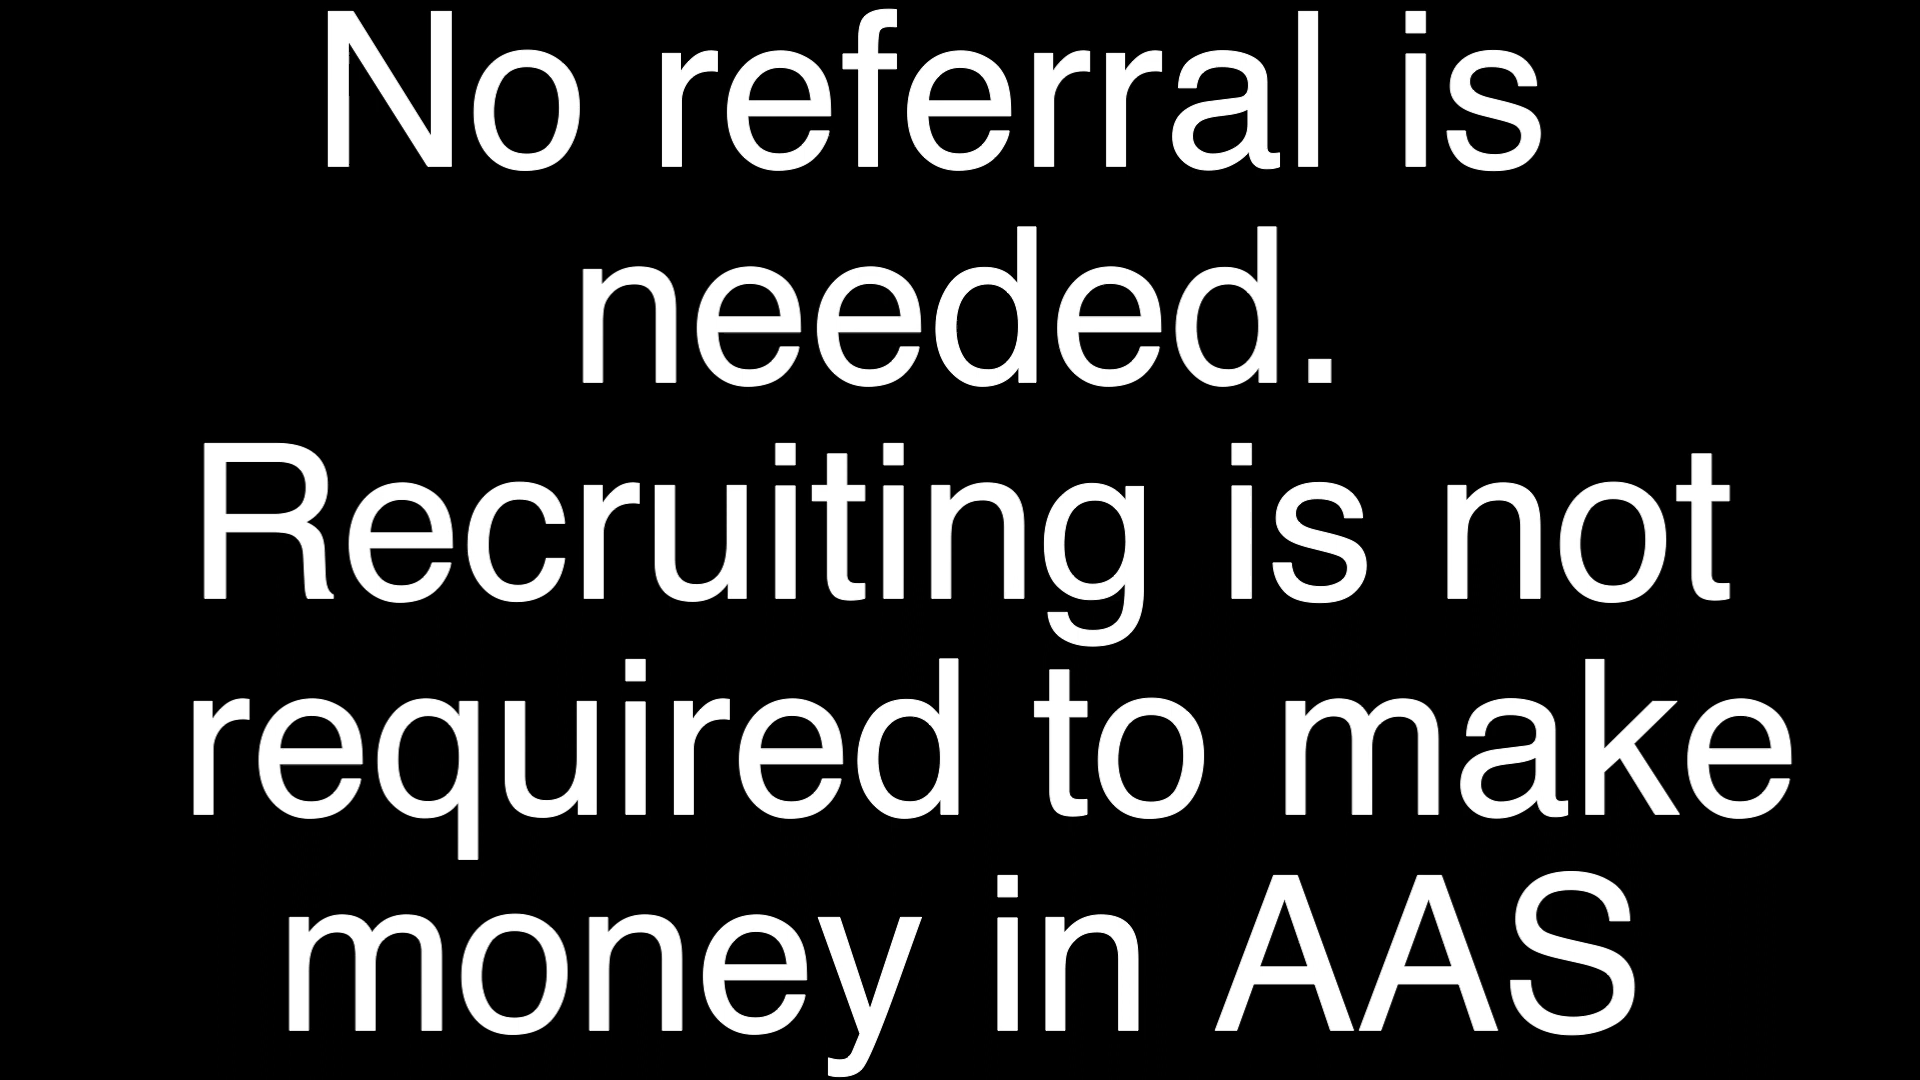 No referral is
needed.
Recruiting is not
required to make
money in AAS